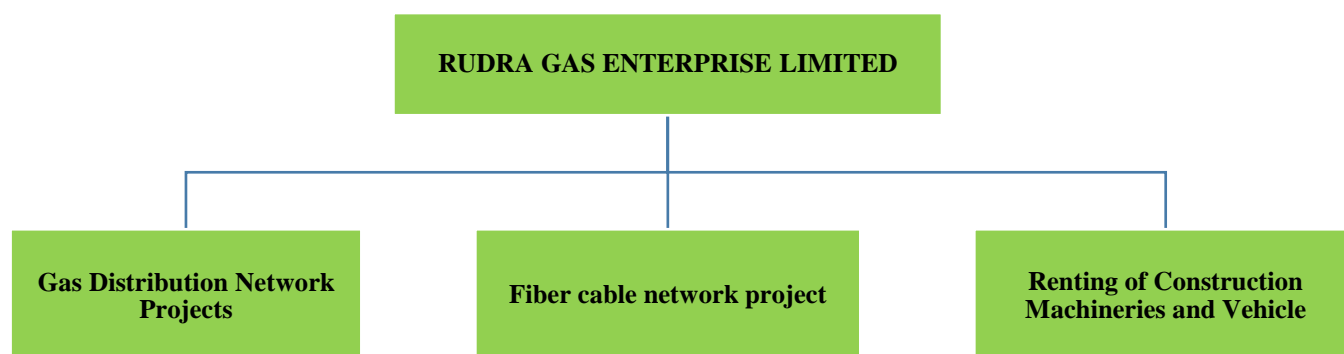 RUDRA GAS ENTERPRISE LIMITED
Gas Distribution Network
Projects
Fiber cable network project
Renting of Construction
Machineries and Vehicle